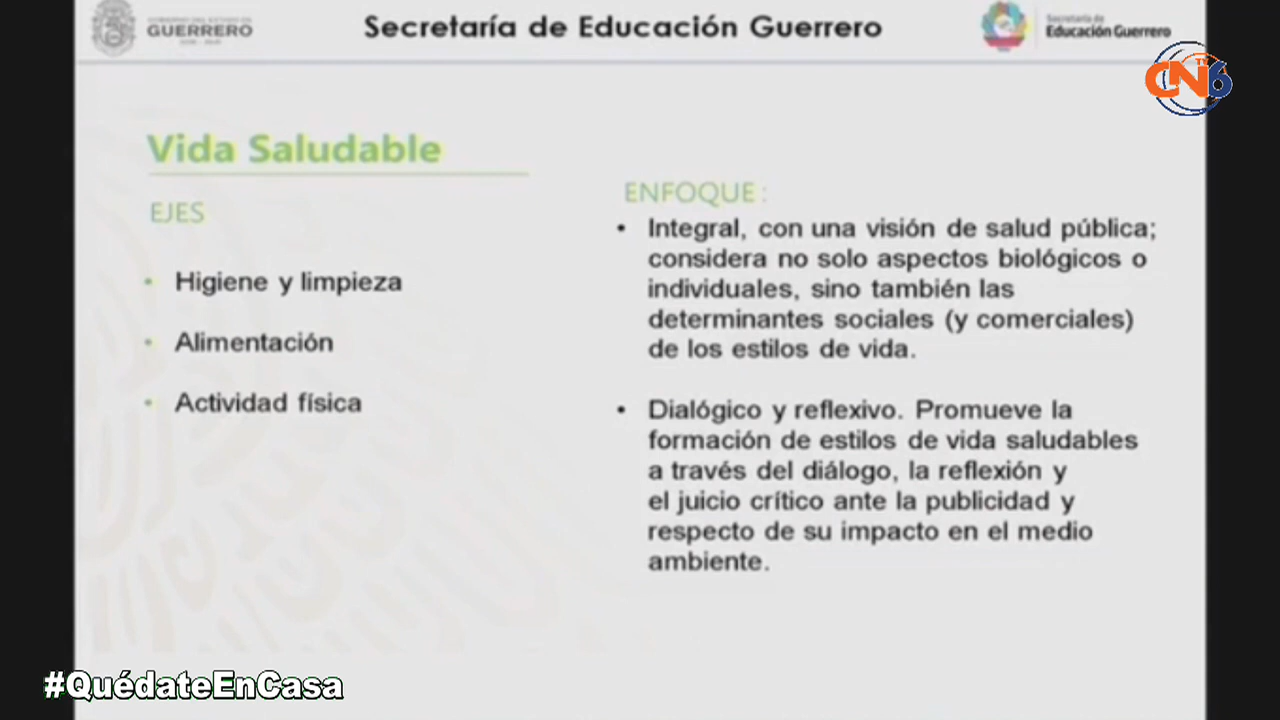 GUERRERO
Secretaría de Educación Guerrero
Secretaría de
Educación Guerrero
CN6
TV
Vida Saludable
EJES
• Higiene y limpieza
• Alimentación
• Actividad física
ENFOQUE:
• Integral, con una visión de salud pública;
considera no solo aspectos biológicos o
individuales, sino también las
determinantes sociales (y comerciales)
de los estilos de vida.
• Dialógico y reflexivo. Promueve la
formación de estilos de vida saludables
a través del diálogo, la reflexión y
el juicio crítico ante la publicidad y
respecto de su impacto en el medio
ambiente.
#QuédateEnCasa